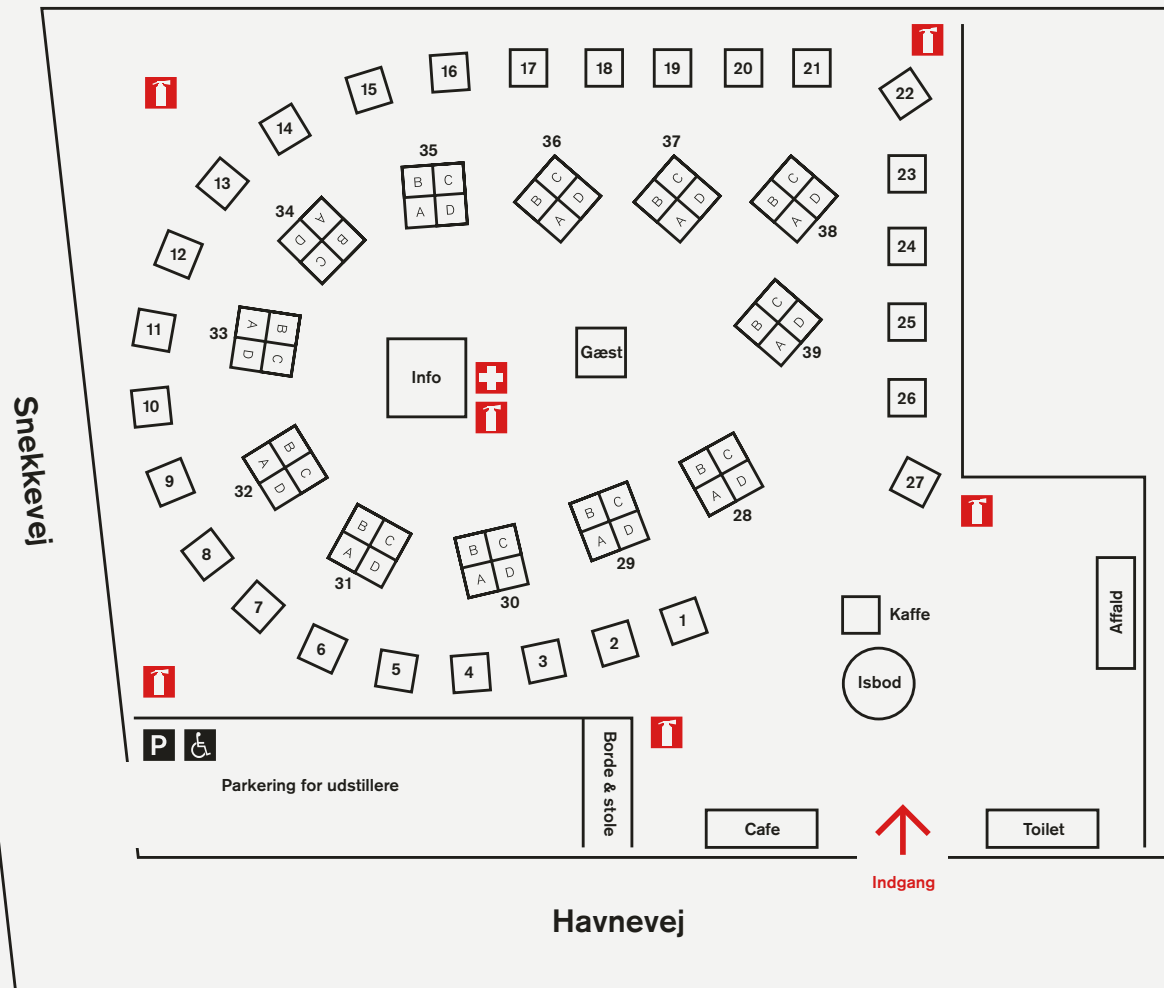 16
17
18
19
20
21
22
15
14
13
12
11
10
9
8
7
6
5
4
3
2
1
23
24
25
26
27
35
B C
A D
36
B C
A D
37
B C
A D
38
B C
A D
34
A B
D C
33
A B
D C
39
B C
A D
32
A B
D C
31
B C
A D
30
B C
A D
29
B C
A D
28
B C
A D
Info
Gæst
Snekkevej
Kaffe
Isbod
Affald
P
Parkering for udstillere
Borde & stole
Cafe
Toilet
Indgang
Havnevej